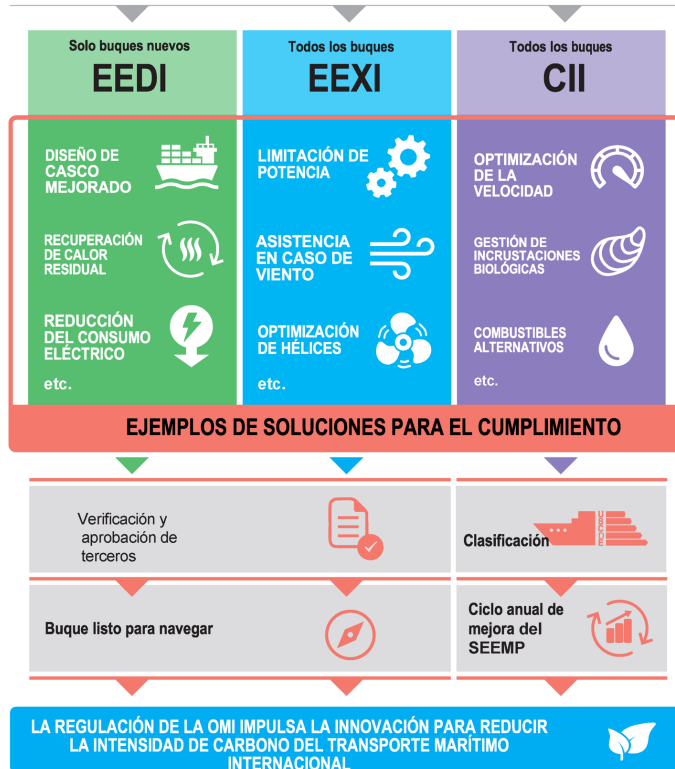 Solo buques nuevos
EEDI
Todos los buques
EEXI
Todos los buques
CII
DISEÑO DE
CASCO
MEJORADO
RECUPERACIÓN
DE CALOR
RESIDUAL
REDUCCIÓN
DEL CONSUMO
ELÉCTRICO
etc.
LIMITACIÓN DE
POTENCIA
ASISTENCIA
EN CASO DE
VIENTO
OPTIMIZACIÓN
DE HÉLICES
etc.
OPTIMIZACIÓN
DE LA
VELOCIDAD
GESTIÓN DE
INCRUSTACIONES
BIOLÓGICAS
COMBUSTIBLES
ALTERNATIVOS
etc.
EJEMPLOS DE SOLUCIONES PARA EL CUMPLIMIENTO
Verificación y
aprobación de
terceros
Clasificación
Buque listo para navegar
Ciclo anual de
mejora del
SEEMP
LA REGULACIÓN DE LA OMI IMPULSA LA INNOVACIÓN PARA REDUCIR
LA INTENSIDAD DE CARBONO DEL TRANSPORTE MARÍTIMO
INTERNACIONAL